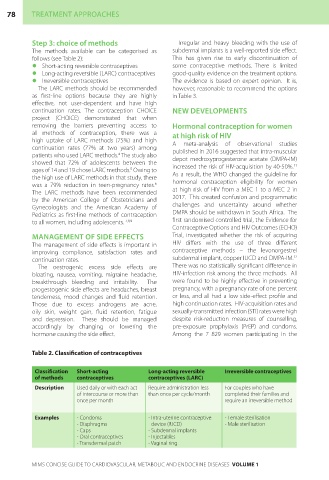 78 TREATMENT APPROACHES
Step 3: choice of methods
The methods available can be categorised as
follows (see Table 2):
• Short-acting reversible contraceptives
• Long-acting reversible (LARC) contraceptives
• Irreversible contraceptives
The LARC methods should be recommended
as first-line options because they are highly
effective, not user-dependent and have high
continuation rates. The contraception CHOICE
project (CHOICE) demonstrated that when
removing the barriers preventing access to
all methods of contraception, there was a
high uptake of LARC methods (75%) and high
continuation rates (77% at two years) among
patients who used LARC methods. The study also
showed that 72% of adolescents between the
ages of 14 and 19 chose LARC methods. Owing to
the high use of LARC methods in that study, there
was a 79% reduction in teen-pregnancy rates.
The LARC methods have been recommended
by the American College of Obstetricians and
Gynecologists and the American Academy of
Pediatrics as first-line methods of contraception
to all women, including adolescents.
MANAGEMENT OF SIDE EFFECTS
The management of side effects is important in
improving compliance, satisfaction rates and
continuation rates.
The oestrogenic excess side effects are
bloating, nausea, vomiting, migraine headache,
breakthrough bleeding and irritability. The
progestogenic side effects are headaches, breast
tenderness, mood changes and fluid retention.
Those due to excess androgens are acne,
oily skin, weight gain, fluid retention, fatigue
and depression. These should be managed
accordingly by changing or lowering the
hormone causing the side effect.
Irregular and heavy bleeding with the use of
subdermal implants is a well-reported side effect.
This has given rise to early discontinuation of
some contraceptive methods. There is limited
good-quality evidence on the treatment options.
The evidence is based on expert opinion. It is,
however, reasonable to recommend the options
in Table 3.
NEW DEVELOPMENTS
Hormonal contraception for women
at high risk of HIV
A meta-analysis of observational studies
published in 2016 suggested that intra-muscular
depot medroxyprogesterone acetate (DMPA-IM)
increased the risk of HIV-acquisition by 40-50%.
As a result, the WHO changed the guideline for
hormonal contraception eligibility for women
at high risk of HIV from a MEC 1 to a MEC 2 in
2017. This created confusion and programmatic
challenges and uncertainty around whether
DMPA should be withdrawn in South Africa. The
first randomised controlled trial, the Evidence for
Contraceptive Options and HIV Outcomes (ECHO)
Trial, investigated whether the risk of acquiring
HIV differs with the use of three different
contraceptive methods – the levonorgestrel
subdermal implant, copper IUCD and DMPA-IM.
There was no statistically significant difference in
HIV-infection risk among the three methods. All
were found to be highly effective in preventing
pregnancy, with a pregnancy rate of one percent
or less, and all had a low side-effect profile and
high continuation rates. HIV-acquisition rates and
sexually-transmitted infection (STI) rates were high
despite risk-reduction measures of counselling,
pre-exposure prophylaxis (PrEP) and condoms.
Among the 7 829 women participating in the
Table 2. Classification of contraceptives
Classification Short-acting Long-acting reversible Irreversible contraceptives
of methods contraceptives contraceptives (LARC)
Description Used daily or with each act Require administration less For couples who have
of intercourse or more than than once per cycle/month completed their families and
once per month require an irreversible method
Examples - Condoms - Intra-uterine contraceptive - Female sterilisation
- Diaphragms device (IUCD) - Male sterilisation
- Caps - Subdermal implants
- Oral contraceptives - Injectables
- Transdermal patch - Vaginal ring
MIMS CONCISE GUIDE TO CARDIOVASCULAR, METABOLIC AND ENDOCRINE DISEASES VOLUME 1